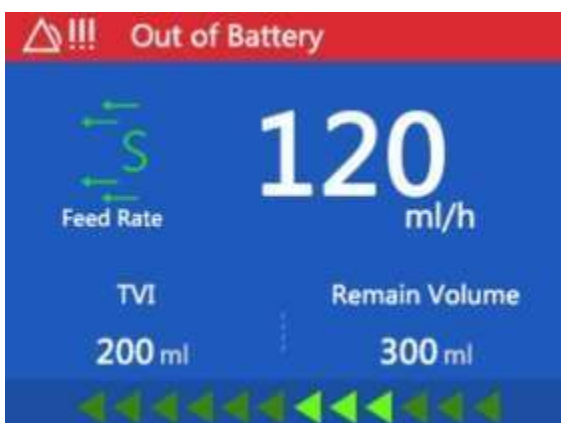 !!! Out of Battery
S
120
ml/h
Feed Rate
TVI
Remain Volume
200 ml
300 ml